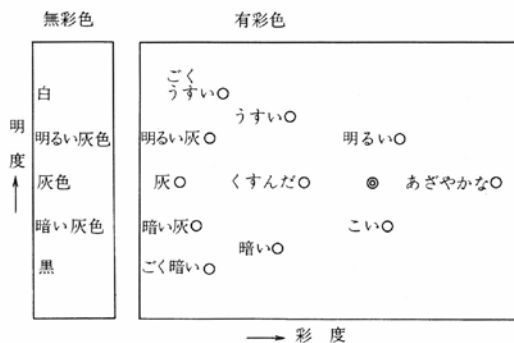 無彩色 有彩色
ごく
白 うすい
うすい
明るい灰色 明るい灰 明るい
明度
灰色 灰 くすんだ あざやかな
暗い灰色 暗い灰 こい
暗い
黒 ごく暗い
彩 度